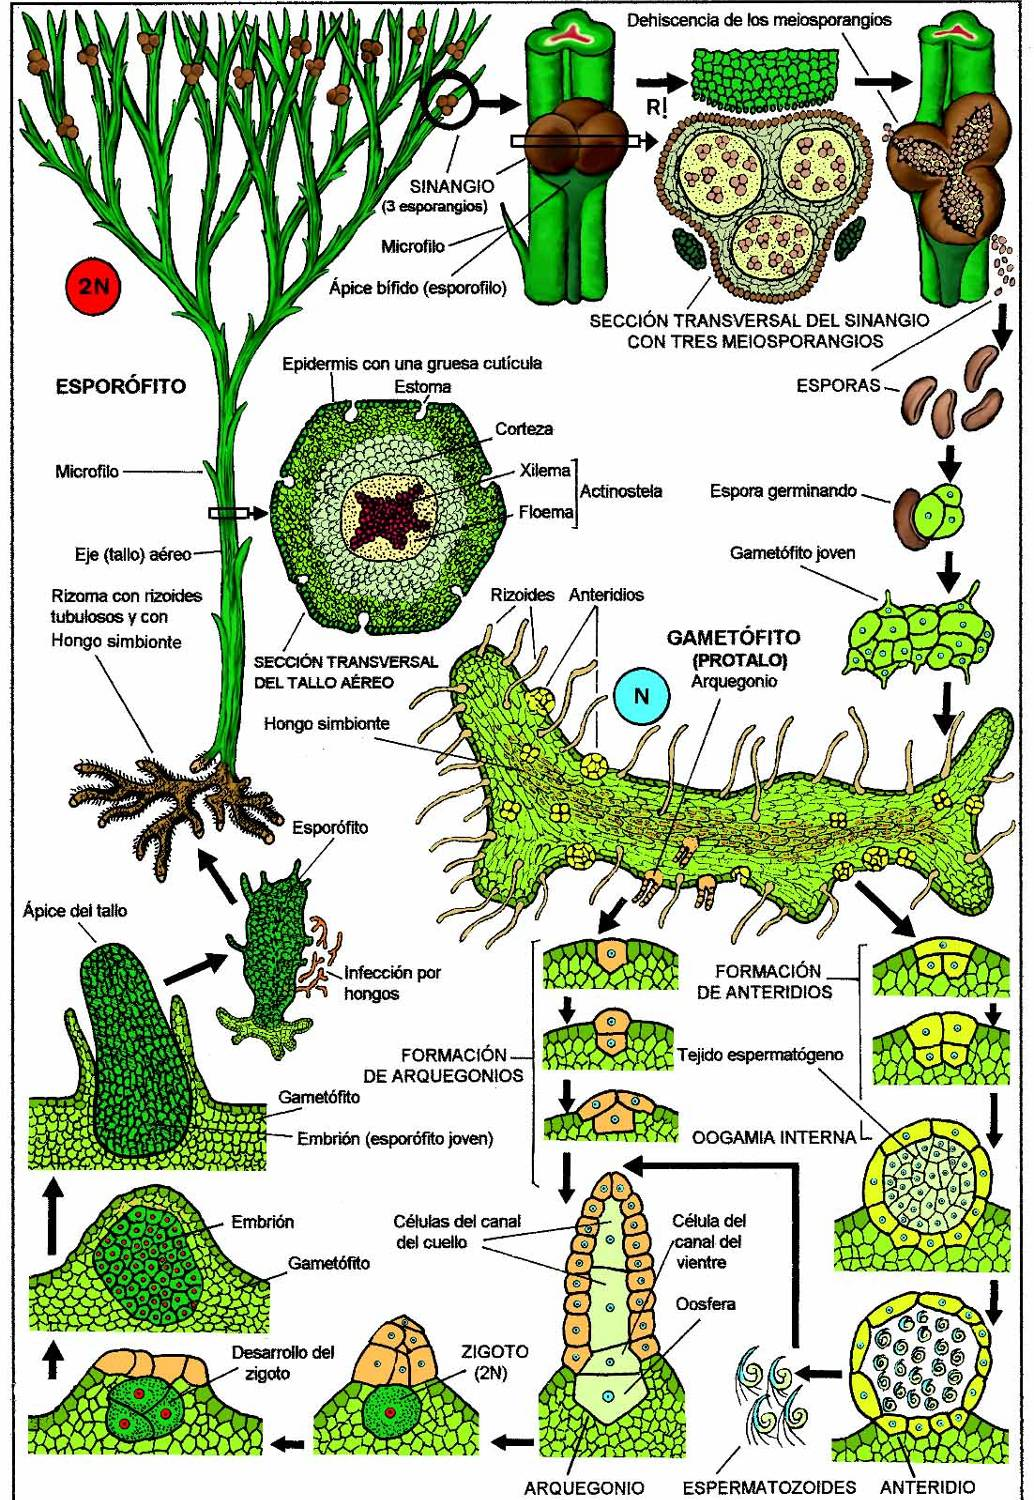 Dehiscencia de los meiosporangios
R!
SINANGIO
(3 esporangios)
Microfilo
Ápice bífido (esporofilo)
2N
SECCIÓN TRANSVERSAL DEL SINANGIO
CON TRES MEIOSPORANGIOS
ESPORÓFITO
Epidermis con una gruesa cutícula
Estoma
Corteza
Xilema
Actinostela
Floema
ESPORAS
Microfilo
Espora germinando
Eje (tallo) aéreo
Gametófito joven
Rizoma con rizoides
tubulosos y con
Hongo simbionte
Rizoides
Anteridios
SECCIÓN TRANSVERSAL
DEL TALLO AÉREO
GAMETÓFITO
(PROTALO)
Arquegonio
N
Hongo simbionte
Esporófito
Ápice del tallo
Infección por
hongos
FORMACIÓN
DE ARQUEGONIOS
FORMACIÓN
DE ANTERIDIOS
Tejido espermatógeno
Gametófito
Embrión (esporófito joven)
OOGAMIA INTERNA
Embrión
Gametófito
Células del canal
del cuello
Célula del
canal del
vientre
Oosfera
Desarrollo del
zigoto
ZIGOTO
(2N)
ARQUEGONIO
ESPERMATOZOIDES
ANTERIDIO